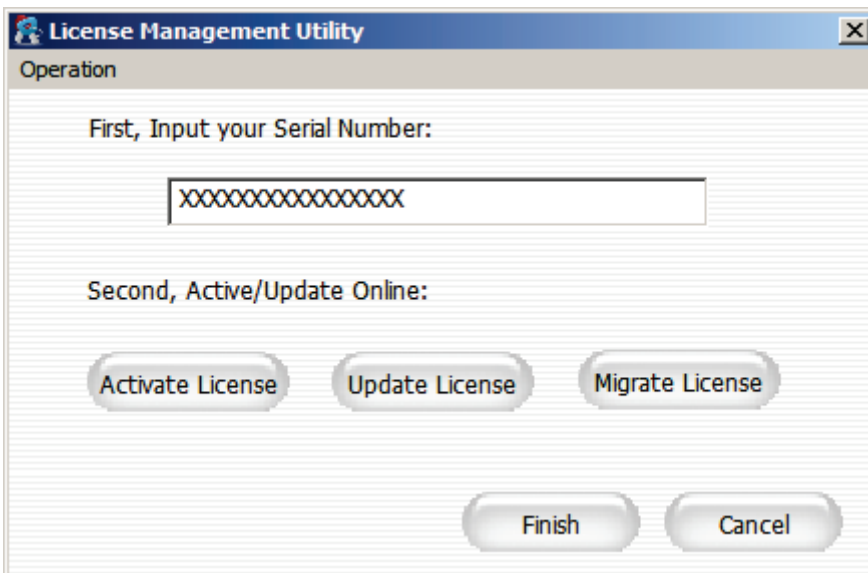 License Management Utility
Operation
First, Input your Serial Number:
XXXXXXXXXXXXXXXX
Second, Active/Update Online:
Activate License Update License Migrate License
Finish Cancel